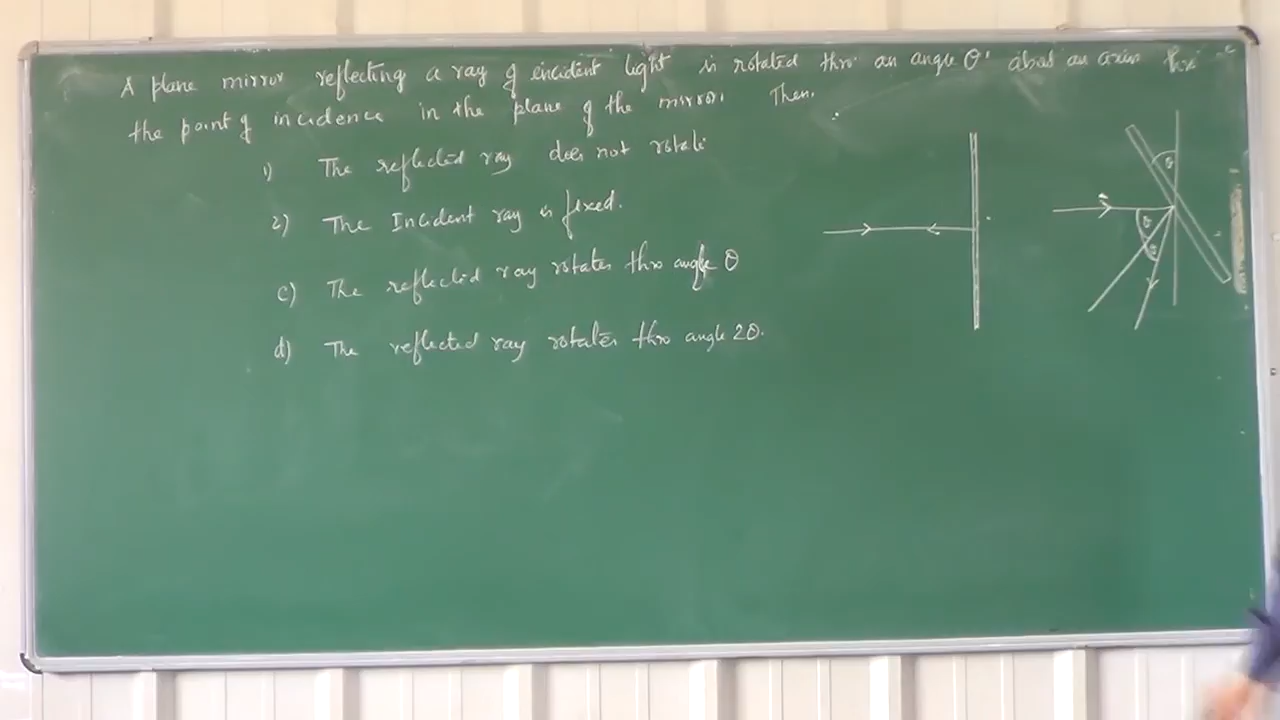 A plane mirror reflecting a ray of incident light is rotated thro' an angle θ' about an axis thro'
the point of incidence in the plane of the mirror. Then.
1) The reflected ray does not rotate
2) The Incident ray is fixed.
c) The reflected ray rotates thro angle θ
d) The reflected ray rotates thro angle 2θ.
θ
θ
θ